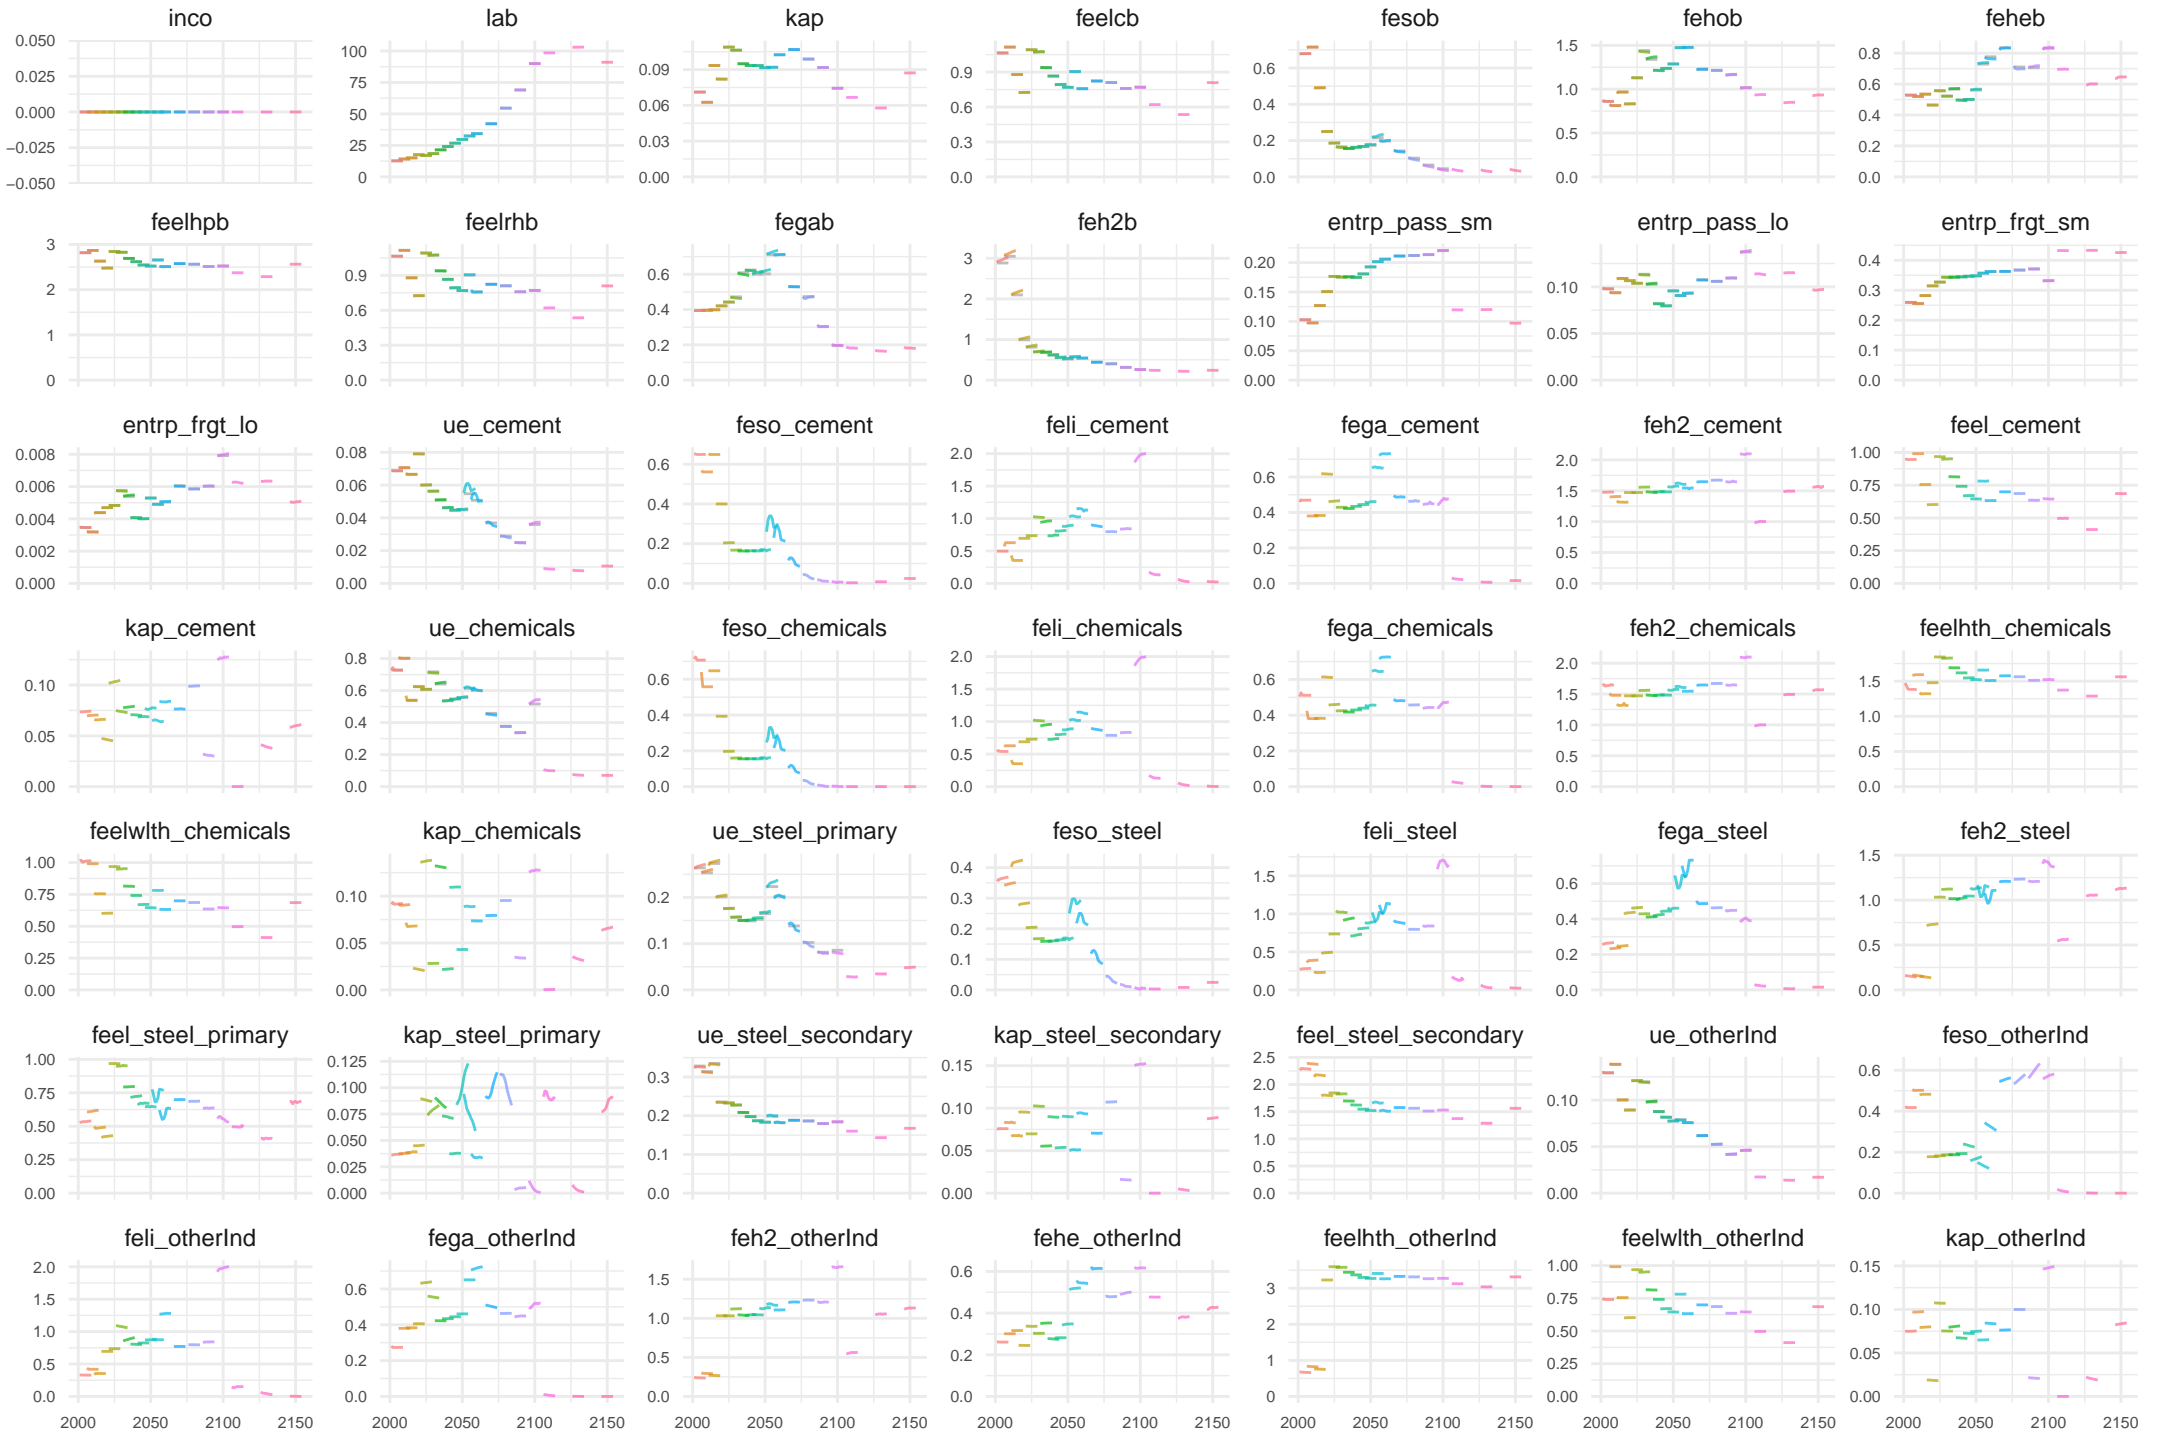 inco lab kap feelcb fesob fehob feheb
0.050 0.025 0.000 −0.025 −0.050
100 75 50 25 0
0.09 0.06 0.03 0.00
0.9 0.6 0.3 0.0
0.6 0.4 0.2 0.0
1.5 1.0 0.5 0.0
0.8 0.6 0.4 0.2 0.0
feelhpb feelrhb fegab feh2b entrp_pass_sm entrp_pass_lo entrp_frgt_sm
3 2 1 0
0.9 0.6 0.3 0.0
0.6 0.4 0.2 0.0
3 2 1 0
0.20 0.15 0.10 0.05 0.00
0.10 0.05 0.00
0.4 0.3 0.2 0.1 0.0
entrp_frgt_lo ue_cement feso_cement feli_cement fega_cement feh2_cement feel_cement
0.008 0.006 0.004 0.002 0.000
0.08 0.06 0.04 0.02 0.00
0.6 0.4 0.2 0.0
2.0 1.5 1.0 0.5 0.0
0.6 0.4 0.2 0.0
2.0 1.5 1.0 0.5 0.0
1.00 0.75 0.50 0.25 0.00
kap_cement ue_chemicals feso_chemicals feli_chemicals fega_chemicals feh2_chemicals feelhth_chemicals
0.10 0.05 0.00
0.8 0.6 0.4 0.2 0.0
0.6 0.4 0.2 0.0
2.0 1.5 1.0 0.5 0.0
0.6 0.4 0.2 0.0
2.0 1.5 1.0 0.5 0.0
1.5 1.0 0.5 0.0
feelwlth_chemicals kap_chemicals ue_steel_primary feso_steel feli_steel fega_steel feh2_steel
1.00 0.75 0.50 0.25 0.00
0.10 0.05 0.00
0.2 0.1 0.0
0.4 0.3 0.2 0.1 0.0
1.5 1.0 0.5 0.0
0.6 0.4 0.2 0.0
1.5 1.0 0.5 0.0
feel_steel_primary kap_steel_primary ue_steel_secondary kap_steel_secondary feel_steel_secondary ue_otherInd feso_otherInd
1.00 0.75 0.50 0.25 0.00
0.125 0.100 0.075 0.050 0.025 0.000
0.3 0.2 0.1 0.0
0.15 0.10 0.05 0.00
2.5 2.0 1.5 1.0 0.5 0.0
0.10 0.05 0.00
0.6 0.4 0.2 0.0
feli_otherInd fega_otherInd feh2_otherInd fehe_otherInd feelhth_otherInd feelwlth_otherInd kap_otherInd
2.0 1.5 1.0 0.5 0.0
0.6 0.4 0.2 0.0
1.5 1.0 0.5 0.0
0.6 0.4 0.2 0.0
3 2 1 0
1.00 0.75 0.50 0.25 0.00
0.15 0.10 0.05 0.00
2000 2050 2100 2150 2000 2050 2100 2150 2000 2050 2100 2150 2000 2050 2100 2150 2000 2050 2100 2150 2000 2050 2100 2150 2000 2050 2100 2150